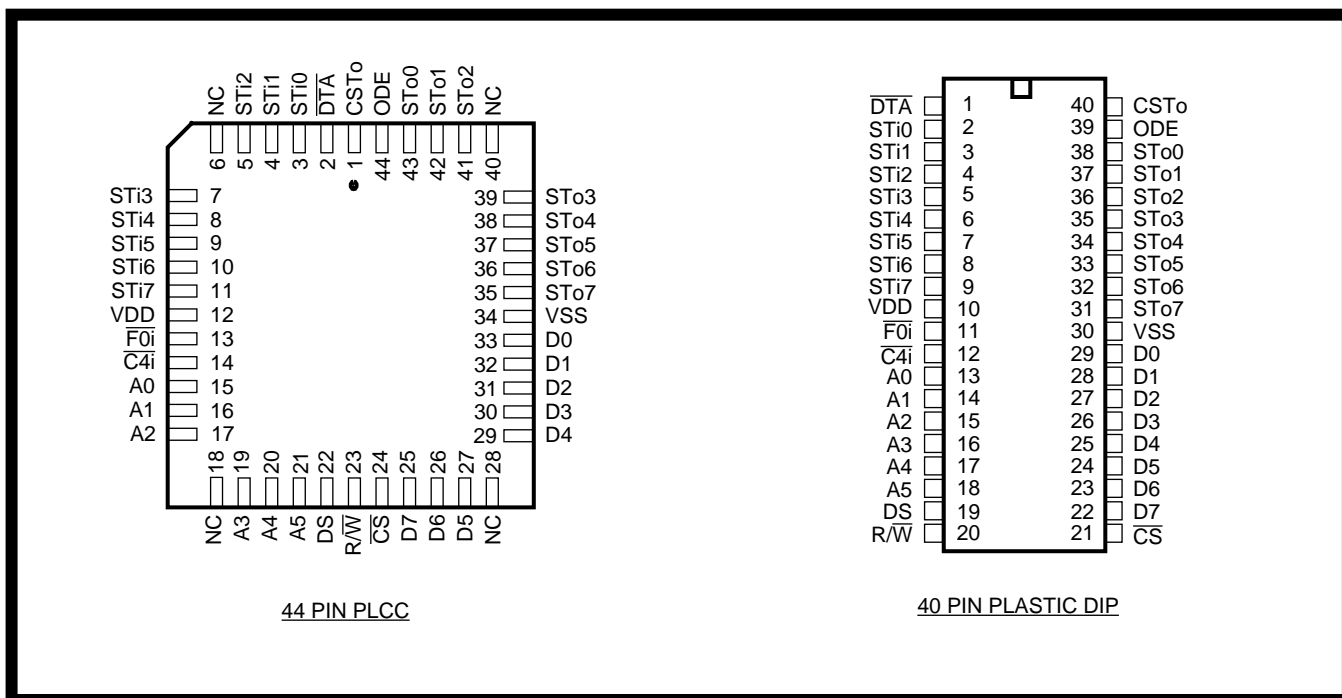 NC STi2 STi1 STi0 D̅T̅A̅ CSTo ODE STo0 STo1 STo2 NC
6 5 4 3 2 1 44 43 42 41 40
STi3 7 39 STo3
STi4 8 38 STo4
STi5 9 37 STo5
STi6 10 36 STo6
STi7 11 35 STo7
VDD 12 34 VSS
F̅0̅i̅ 13 33 D0
C̅4̅i̅ 14 32 D1
A0 15 31 D2
A1 16 30 D3
A2 17 29 D4
18 19 20 21 22 23 24 25 26 27 28
NC A3 A4 A5 DS R/W̅ C̅S̅ D7 D6 D5 NC
44 PIN PLCC
D̅T̅A̅ 1 40 CSTo
STi0 2 39 ODE
STi1 3 38 STo0
STi2 4 37 STo1
STi3 5 36 STo2
STi4 6 35 STo3
STi5 7 34 STo4
STi6 8 33 STo5
STi7 9 32 STo6
VDD 10 31 STo7
F̅0̅i̅ 11 30 VSS
C̅4̅i̅ 12 29 D0
A0 13 28 D1
A1 14 27 D2
A2 15 26 D3
A3 16 25 D4
A4 17 24 D5
A5 18 23 D6
DS 19 22 D7
R/W̅ 20 21 C̅S̅
40 PIN PLASTIC DIP